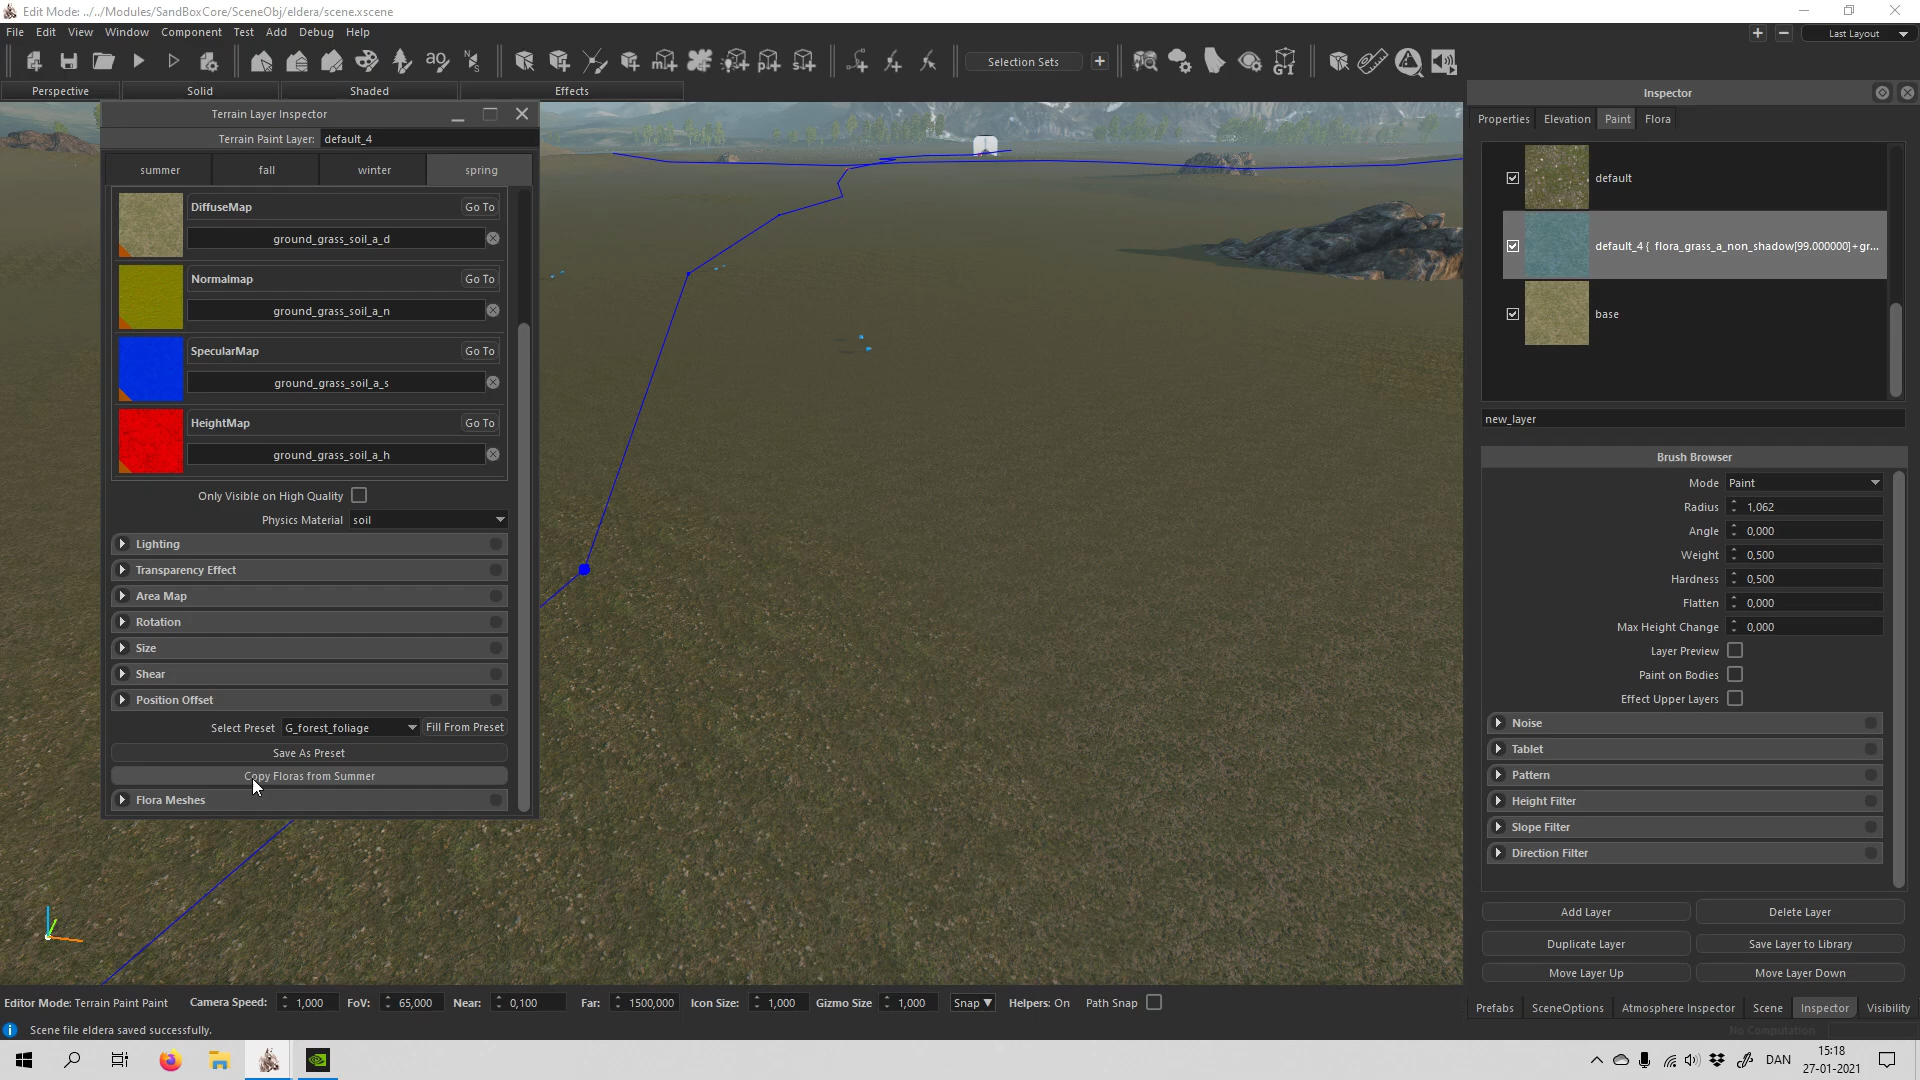 Edit Mode: ../../Modules/SandBoxCore/SceneObj/eldera/scene.xscene
File Edit View Window Component Test Add Debug Help
Last Layout
Selection Sets
Perspective Solid Shaded Effects
Terrain Layer Inspector
Terrain Paint Layer: default_4
summer fall winter spring
DiffuseMap Go To
ground_grass_soil_a_d
Normalmap Go To
ground_grass_soil_a_n
SpecularMap Go To
ground_grass_soil_a_s
HeightMap Go To
ground_grass_soil_a_h
Only Visible on High Quality
Physics Material soil
Lighting
Transparency Effect
Area Map
Rotation
Size
Shear
Position Offset
Select Preset G_forest_foliage Fill From Preset
Save As Preset
Copy Floras from Summer
Flora Meshes
Inspector
Properties Elevation Paint Flora
default
default_4 { flora_grass_a_non_shadow[99.000000]+gr...
base
new_layer
Brush Browser
Mode Paint
Radius 1,062
Angle 0,000
Weight 0,500
Hardness 0,500
Flatten 0,000
Max Height Change 0,000
Layer Preview
Paint on Bodies
Effect Upper Layers
Noise
Tablet
Pattern
Height Filter
Slope Filter
Direction Filter
Add Layer Delete Layer
Duplicate Layer Save Layer to Library
Move Layer Up Move Layer Down
Prefabs SceneOptions Atmosphere Inspector Scene Inspector Visibility
No Computation
Editor Mode: Terrain Paint Paint Camera Speed: 1,000 FoV: 65,000 Near: 0,100 Far: 1500,000 Icon Size: 1,000 Gizmo Size 1,000 Snap Helpers: On Path Snap
Scene file eldera saved successfully.
DAN
15:18
27-01-2021